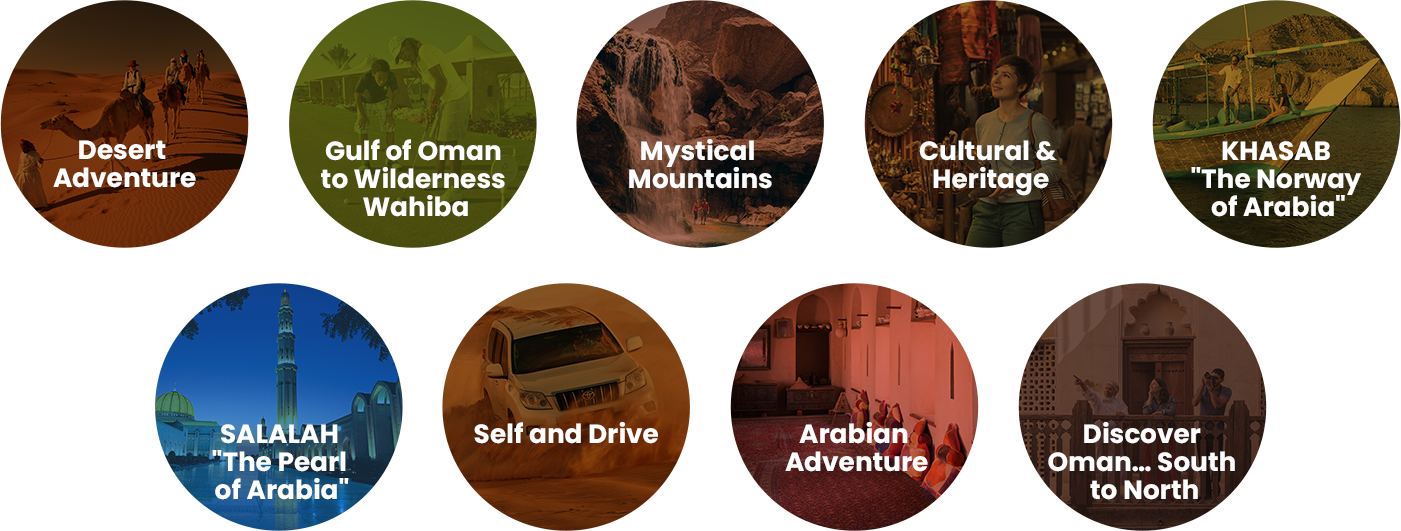 Desert
Adventure
Gulf of Oman
to Wilderness
Wahiba
Mystical
Mountains
Cultural &
Heritage
KHASAB
"The Norway
of Arabia"
SALALAH
"The Pearl
of Arabia"
Self and Drive
Arabian
Adventure
Discover
Oman... South
to North